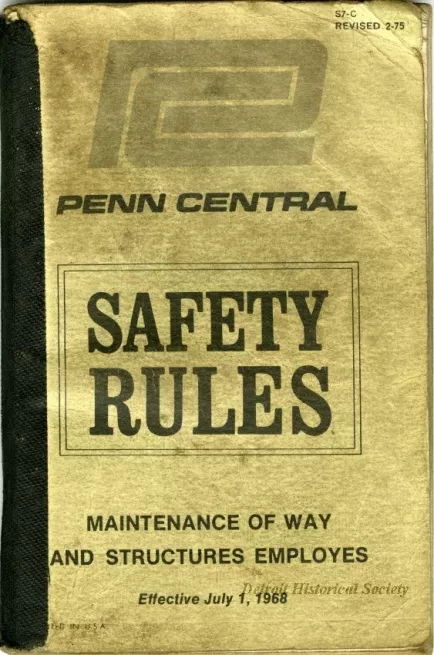 S7-C
REVISED 2-75
PENN CENTRAL
SAFETY
RULES
MAINTENANCE OF WAY
AND STRUCTURES EMPLOYES
Detroit Historical Society
Effective July 1, 1968
IN U.S.A.